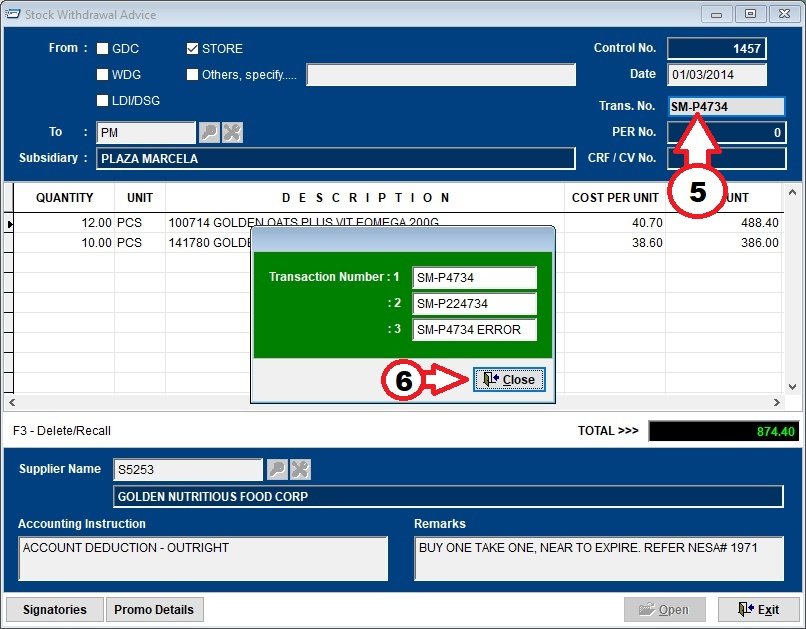 Stock Withdrawal Advice
From : GDC STORE Control No. 1457
WDG Others, specify..... Date 01/03/2014
LDI/DSG Trans. No. SM-P4734
To : PM PER No. 0
Subsidiary : PLAZA MARCELA CRF / CV No.
5
QUANTITY UNIT DESCRIPTION COST PER UNIT UNT
12.00 PCS 100714 GOLDEN OATS PLUS VIT EOMEGA 200G 40.70 488.40
10.00 PCS 141780 GOLDE 38.60 386.00
Transaction Number : 1 SM-P4734
: 2 SM-P224734
: 3 SM-P4734 ERROR
6 Close
F3 - Delete/Recall TOTAL >>> 874.40
Supplier Name S5253
GOLDEN NUTRITIOUS FOOD CORP
Accounting Instruction Remarks
ACCOUNT DEDUCTION - OUTRIGHT BUY ONE TAKE ONE, NEAR TO EXPIRE. REFER NESA# 1971
Signatories Promo Details Open Exit